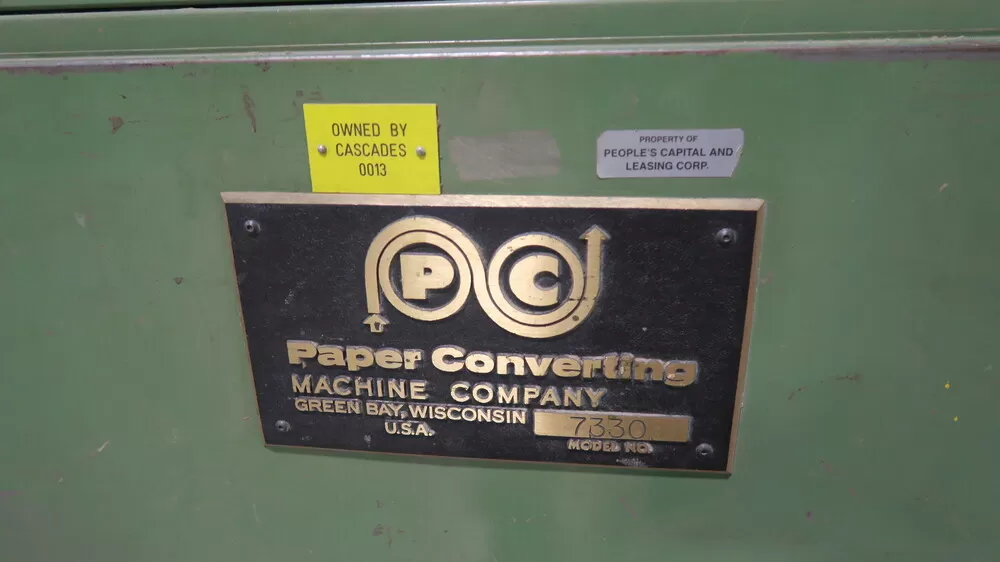 OWNED BY
CASCADES
0013
PROPERTY OF
PEOPLE'S CAPITAL AND
LEASING CORP.
P C
Paper Converting
MACHINE COMPANY
GREEN BAY, WISCONSIN
U.S.A.
7330
MODEL NO.